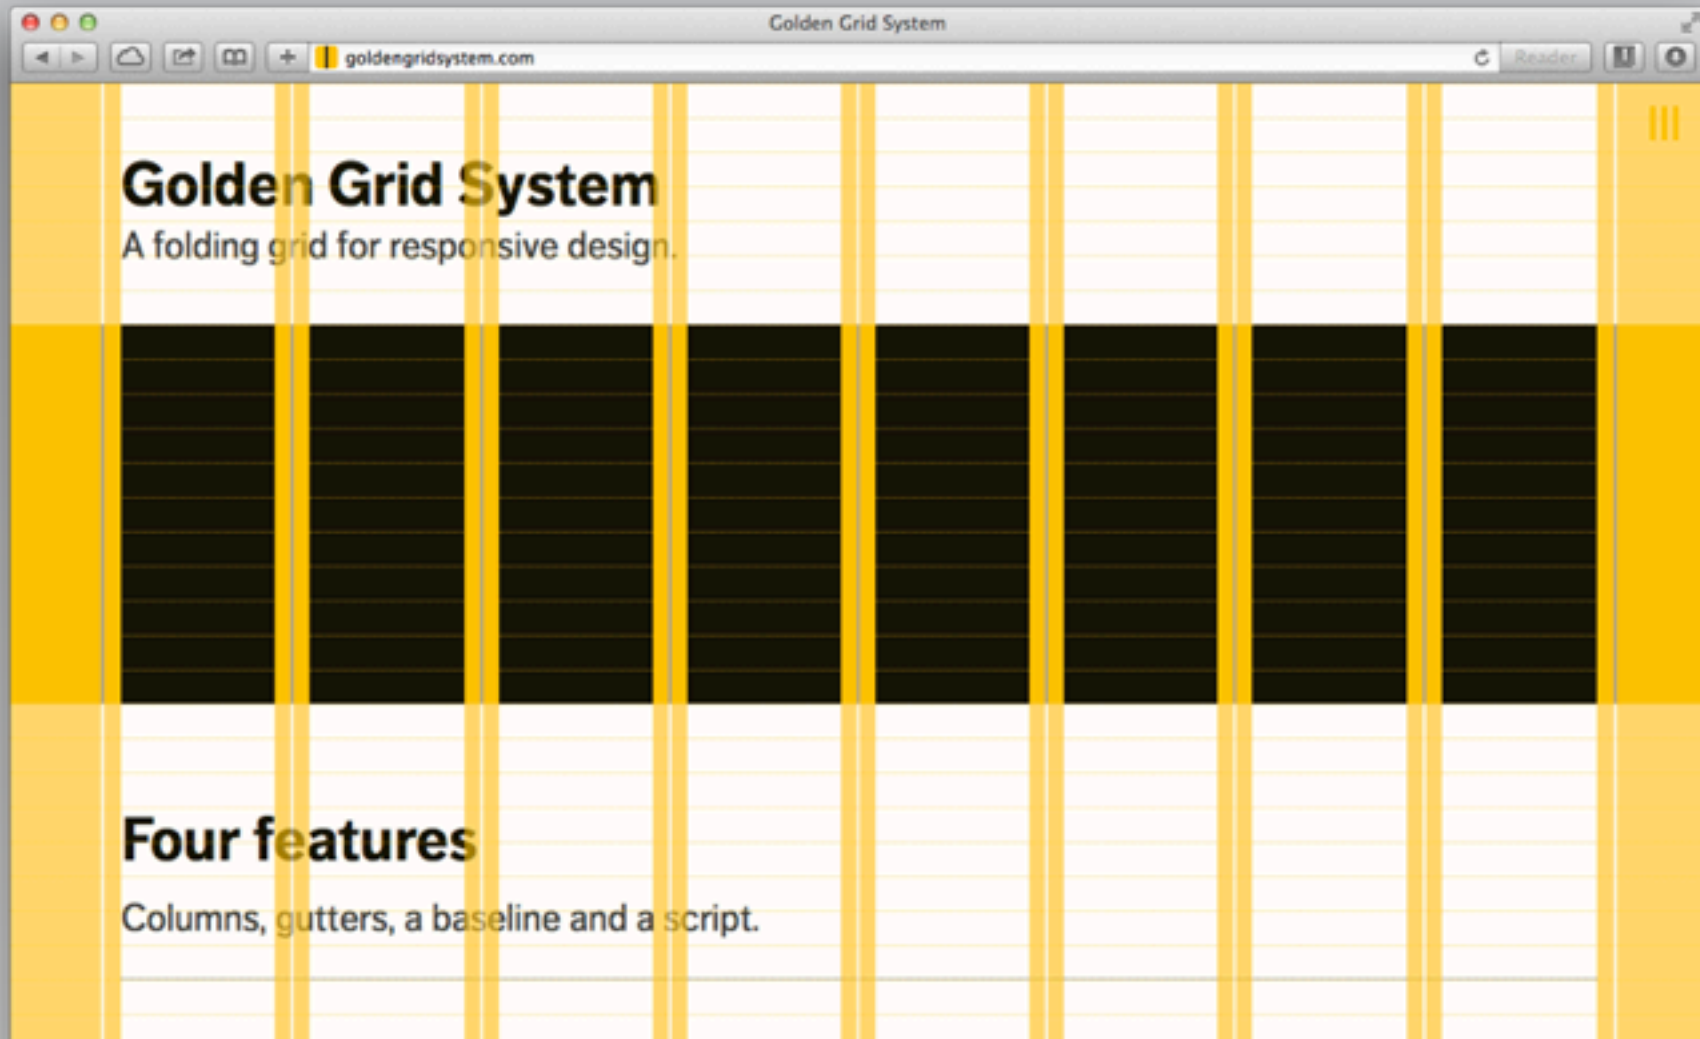 Golden Grid System
goldengridsystem.com
Reader
Golden Grid System
A folding grid for responsive design.
Four features
Columns, gutters, a baseline and a script.